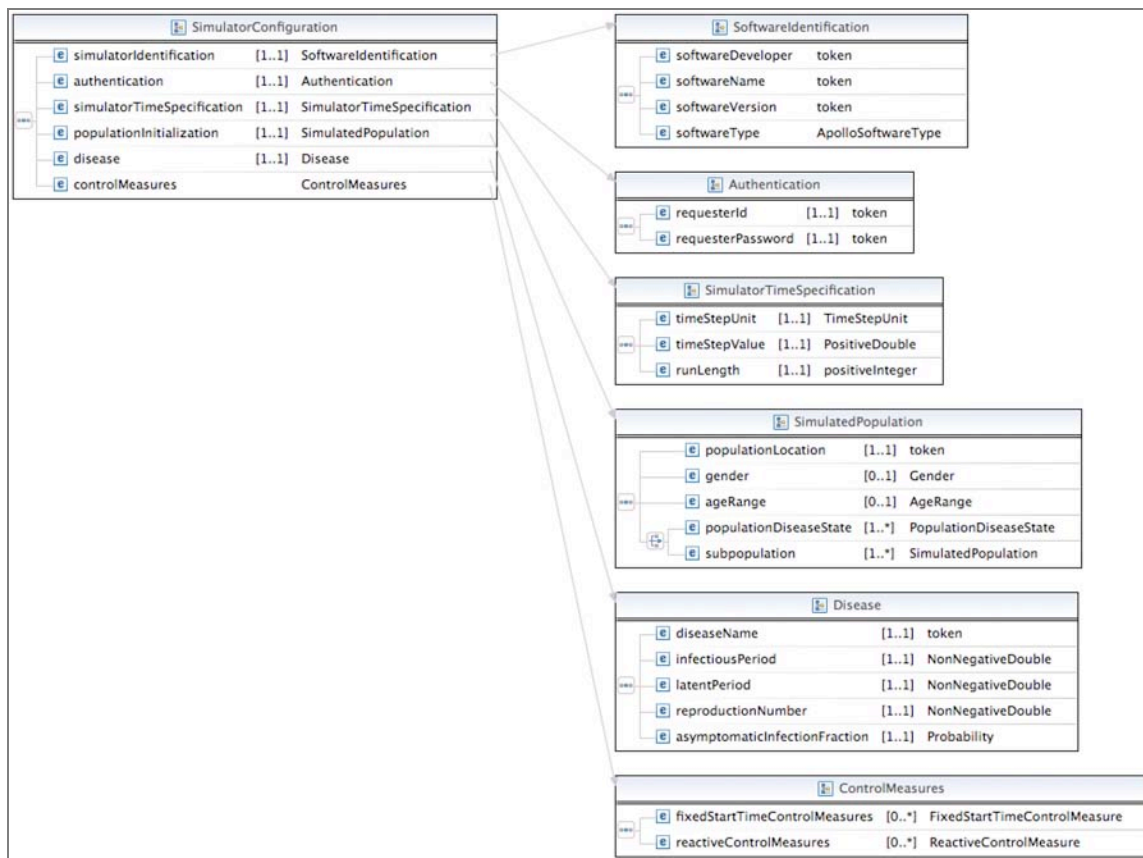 SimulatorConfiguration
simulatorIdentification [1..1] SoftwareIdentification
authentication [1..1] Authentication
simulatorTimeSpecification [1..1] SimulatorTimeSpecification
populationInitialization [1..1] SimulatedPopulation
disease [1..1] Disease
controlMeasures ControlMeasures
SoftwareIdentification
softwareDeveloper token
softwareName token
softwareVersion token
softwareType ApolloSoftwareType
Authentication
requesterId [1..1] token
requesterPassword [1..1] token
SimulatorTimeSpecification
timeStepUnit [1..1] TimeStepUnit
timeStepValue [1..1] PositiveDouble
runLength [1..1] positiveInteger
SimulatedPopulation
populationLocation [1..1] token
gender [0..1] Gender
ageRange [0..1] AgeRange
populationDiseaseState [1..*] PopulationDiseaseState
subpopulation [1..*] SimulatedPopulation
Disease
diseaseName [1..1] token
infectiousPeriod [1..1] NonNegativeDouble
latentPeriod [1..1] NonNegativeDouble
reproductionNumber [1..1] NonNegativeDouble
asymptomaticInfectionFraction [1..1] Probability
ControlMeasures
fixedStartTimeControlMeasures [0..*] FixedStartTimeControlMeasure
reactiveControlMeasures [0..*] ReactiveControlMeasure